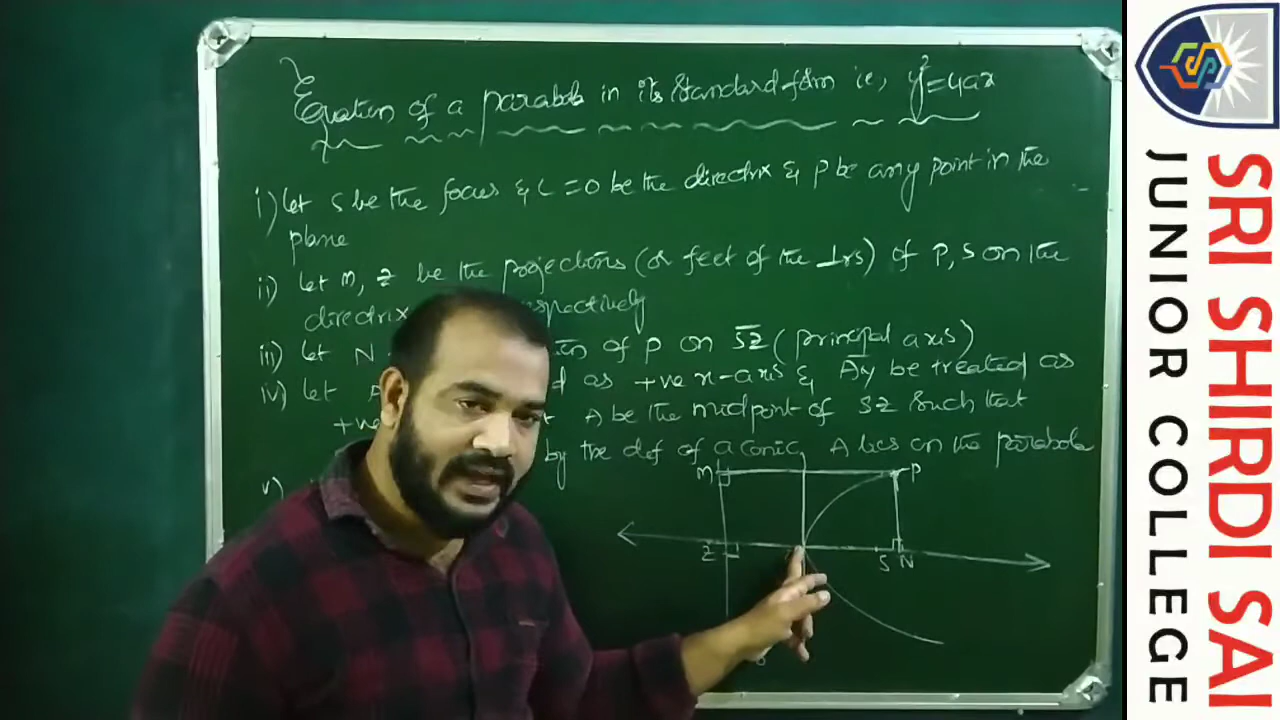 Equation of a parabola in its standard form ie, y²=4ax
i) let S be the focus & L=0 be the directrix & P be any point in the
plane
ii) let M, Z be the projections (or feet of the ⊥rs) of P, S on the
directrix respectively
iii) let N of P on SZ (principal axis)
iv) let as +ve x-axis & Ay be treated as
+ve A be the midpoint of SZ such that
by the def of a conic, A lies on the parabola
v)
M P
Z S N
SRI SHIRDI SAI
JUNIOR COLLEGE